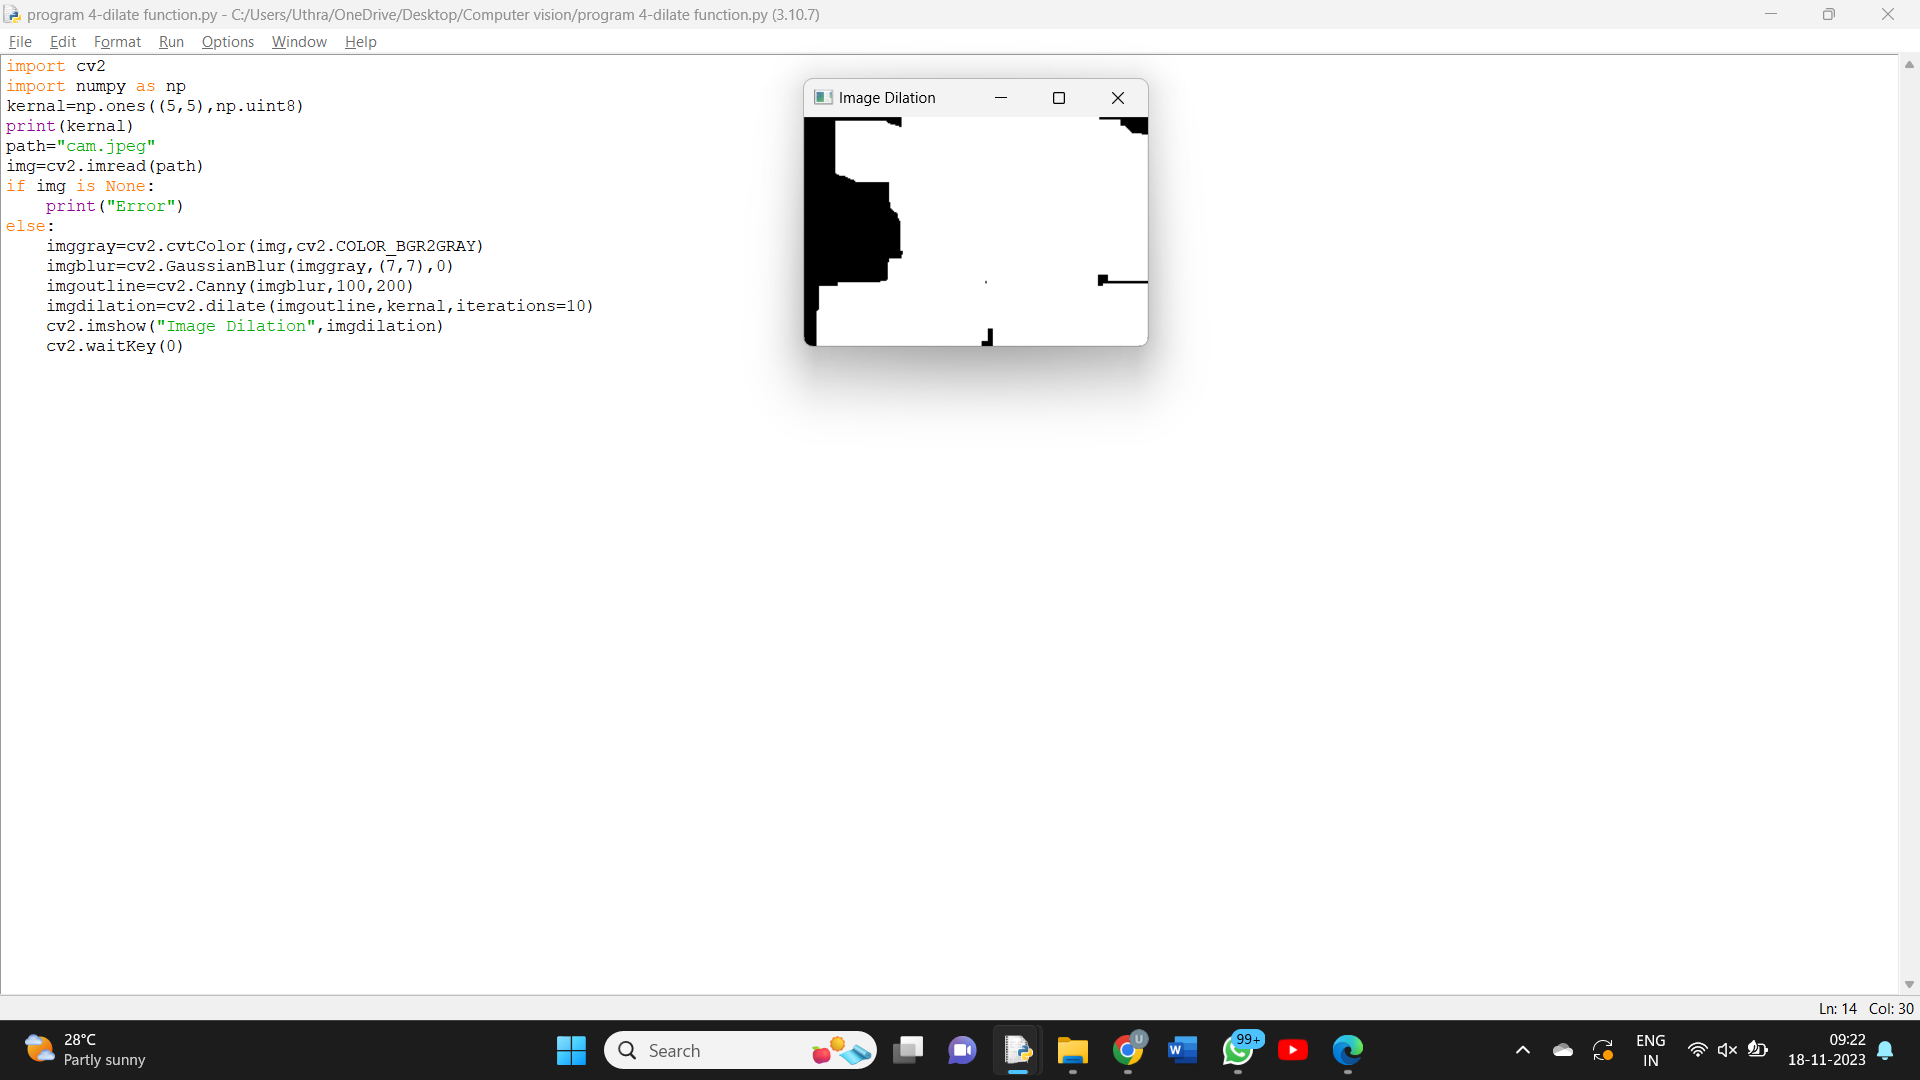 program 4-dilate function.py - C:/Users/Uthra/OneDrive/Desktop/Computer vision/program 4-dilate function.py (3.10.7)
File Edit Format Run Options Window Help
import cv2
import numpy as np
kernal=np.ones((5,5),np.uint8)
print(kernal)
path="cam.jpeg"
img=cv2.imread(path)
if img is None:
    print("Error")
else:
    imggray=cv2.cvtColor(img,cv2.COLOR_BGR2GRAY)
    imgblur=cv2.GaussianBlur(imggray,(7,7),0)
    imgoutline=cv2.Canny(imgblur,100,200)
    imgdilation=cv2.dilate(imgoutline,kernal,iterations=10)
    cv2.imshow("Image Dilation",imgdilation)
    cv2.waitKey(0)
Image Dilation
Ln: 14 Col: 30
28°C
Partly sunny
Search
U
W
99+
ENG
IN
09:22
18-11-2023